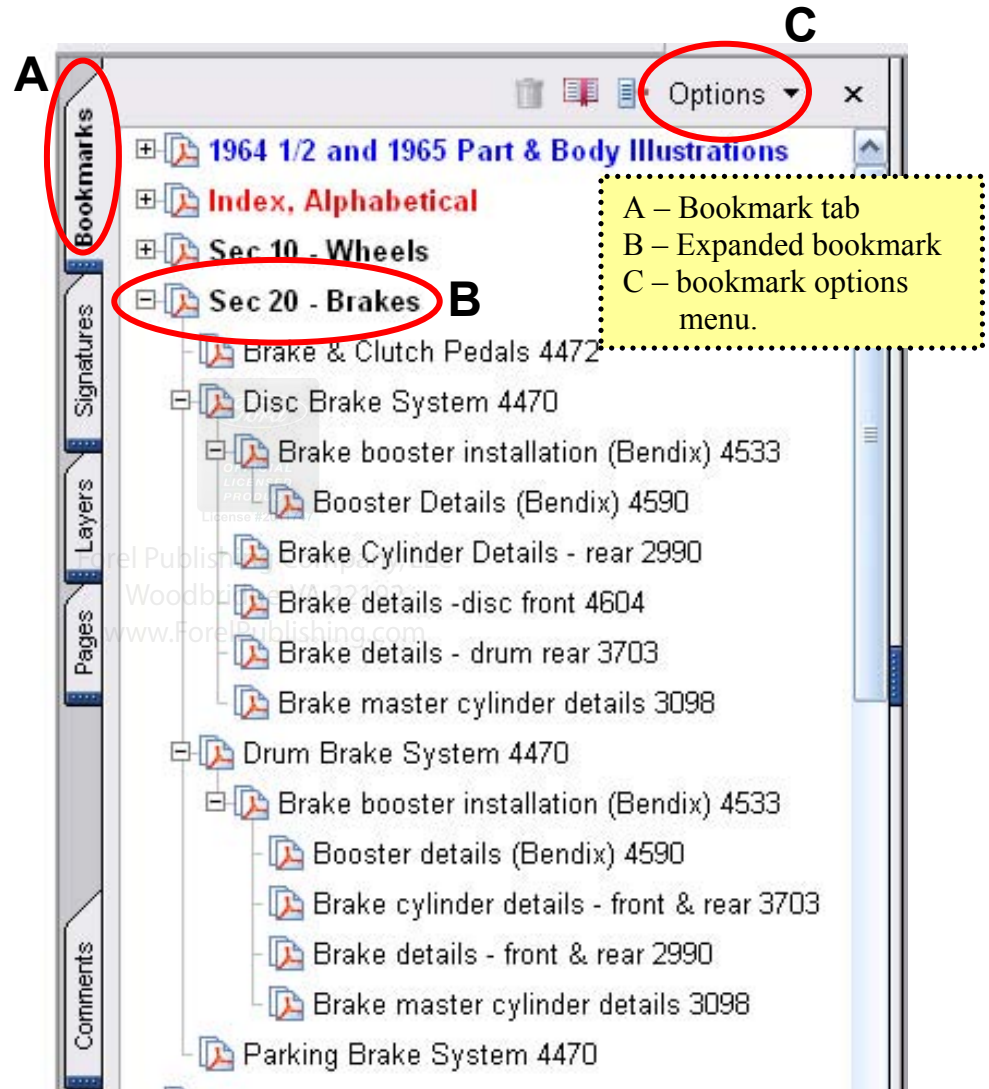 C
A
Options
Bookmarks
1964 1/2 and 1965 Part & Body Illustrations
Index, Alphabetical
A – Bookmark tab
B – Expanded bookmark
C – bookmark options
menu.
Sec 10 - Wheels
Sec 20 - Brakes
B
Signatures
Brake & Clutch Pedals 4472
Disc Brake System 4470
Brake booster installation (Bendix) 4533
Layers
Booster Details (Bendix) 4590
Brake Cylinder Details - rear 2990
Brake details -disc front 4604
Pages
www.ForelPublishing.com
Brake details - drum rear 3703
Brake master cylinder details 3098
Drum Brake System 4470
Brake booster installation (Bendix) 4533
Booster details (Bendix) 4590
Brake cylinder details - front & rear 3703
Comments
Brake details - front & rear 2990
Brake master cylinder details 3098
Parking Brake System 4470